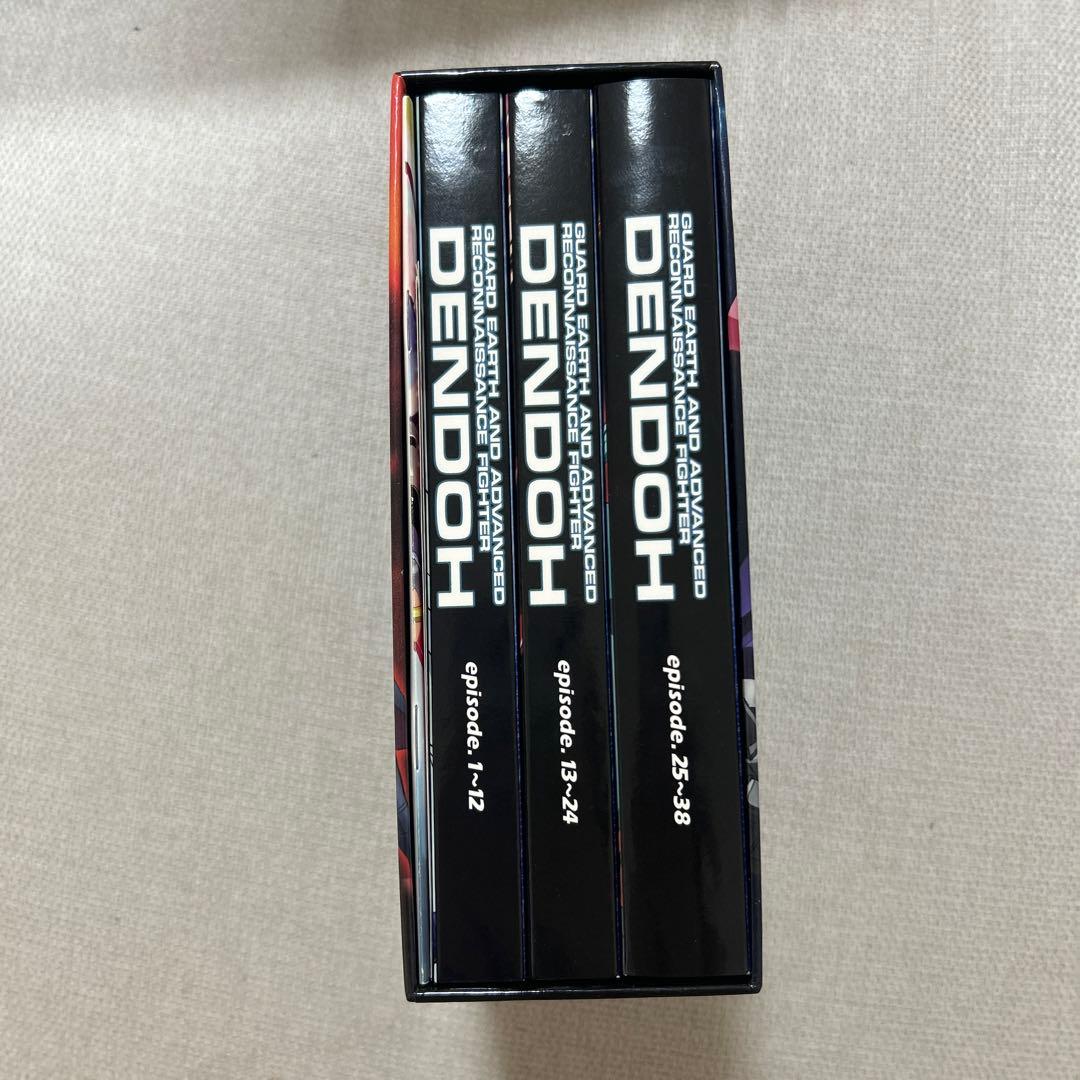 GUARD EARTH AND ADVANCED
RECONNAISSANCE FIGHTER
DENDOH
episode. 1~12
GUARD EARTH AND ADVANCED
RECONNAISSANCE FIGHTER
DENDOH
episode. 13~24
GUARD EARTH AND ADVANCED
RECONNAISSANCE FIGHTER
DENDOH
episode. 25~38